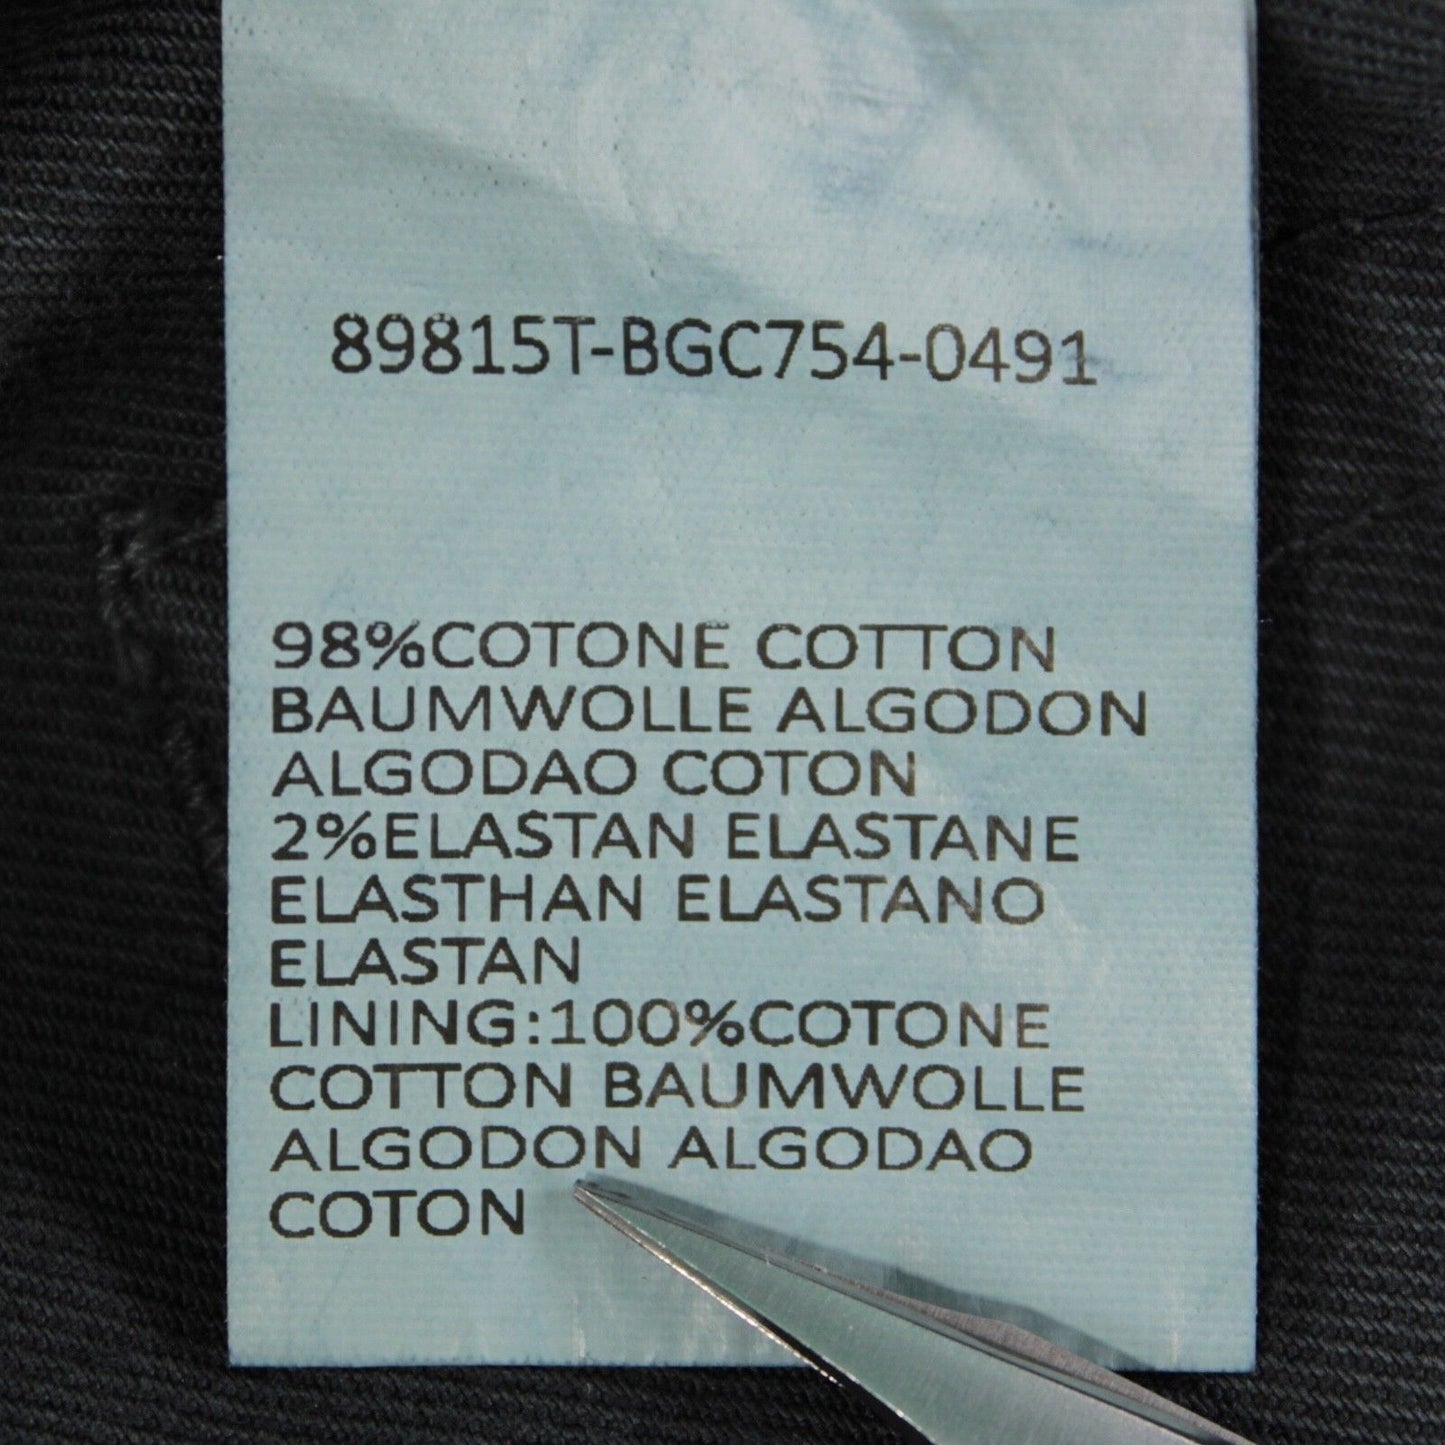 89815T-BGC754-0491
98%COTONE COTTON
BAUMWOLLE ALGODON
ALGODAO COTON
2%ELASTAN ELASTANE
ELASTHAN ELASTANO
ELASTAN
LINING:100%COTONE
COTTON BAUMWOLLE
ALGODON ALGODAO
COTON